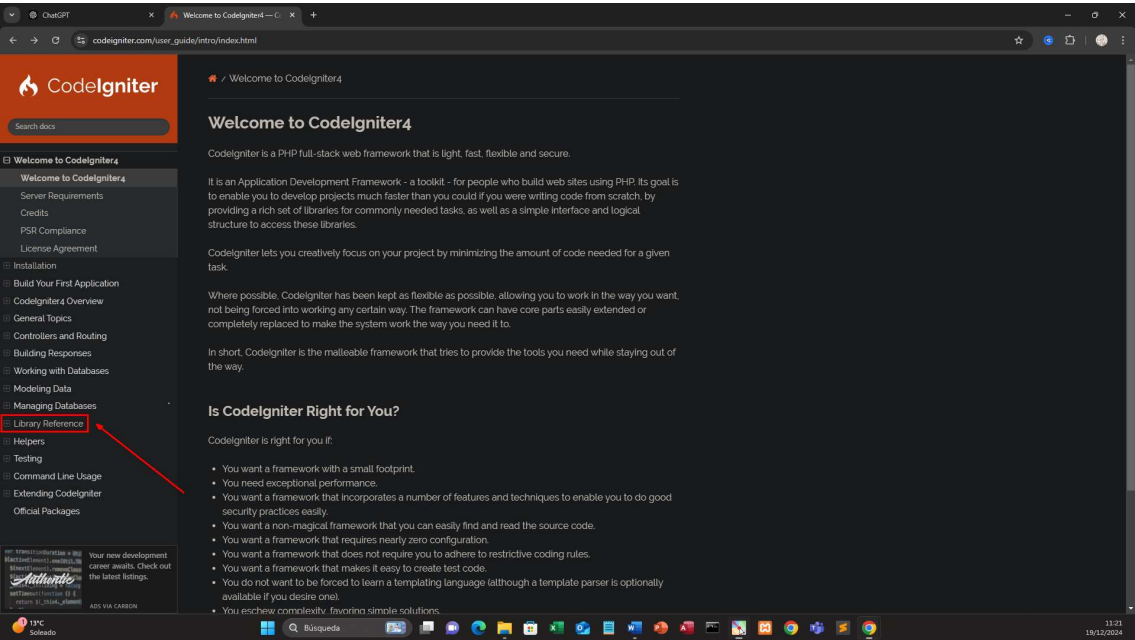 ChatGPT
Welcome to CodeIgniter4 — C
codeigniter.com/user_guide/intro/index.html
CodeIgniter
Search docs
Welcome to CodeIgniter4
Welcome to CodeIgniter4
Server Requirements
Credits
PSR Compliance
License Agreement
Installation
Build Your First Application
CodeIgniter4 Overview
General Topics
Controllers and Routing
Building Responses
Working with Databases
Modeling Data
Managing Databases
Library Reference
Helpers
Testing
Command Line Usage
Extending CodeIgniter
Official Packages
Authentic
Your new development
career awaits. Check out
the latest listings.
ADS VIA CARBON
/ Welcome to CodeIgniter4
Welcome to CodeIgniter4
CodeIgniter is a PHP full-stack web framework that is light, fast, flexible and secure.
It is an Application Development Framework - a toolkit - for people who build web sites using PHP. Its goal is
to enable you to develop projects much faster than you could if you were writing code from scratch, by
providing a rich set of libraries for commonly needed tasks, as well as a simple interface and logical
structure to access these libraries.
CodeIgniter lets you creatively focus on your project by minimizing the amount of code needed for a given
task.
Where possible, CodeIgniter has been kept as flexible as possible, allowing you to work in the way you want,
not being forced into working any certain way. The framework can have core parts easily extended or
completely replaced to make the system work the way you need it to.
In short, CodeIgniter is the malleable framework that tries to provide the tools you need while staying out of
the way.
Is CodeIgniter Right for You?
CodeIgniter is right for you if:
• You want a framework with a small footprint.
• You need exceptional performance.
• You want a framework that incorporates a number of features and techniques to enable you to do good
security practices easily.
• You want a non-magical framework that you can easily find and read the source code.
• You want a framework that requires nearly zero configuration.
• You want a framework that does not require you to adhere to restrictive coding rules.
• You want a framework that makes it easy to create test code.
• You do not want to be forced to learn a templating language (although a template parser is optionally
available if you desire one).
• You eschew complexity, favoring simple solutions.
13°C
Soleado
Búsqueda
11:21
19/12/2024